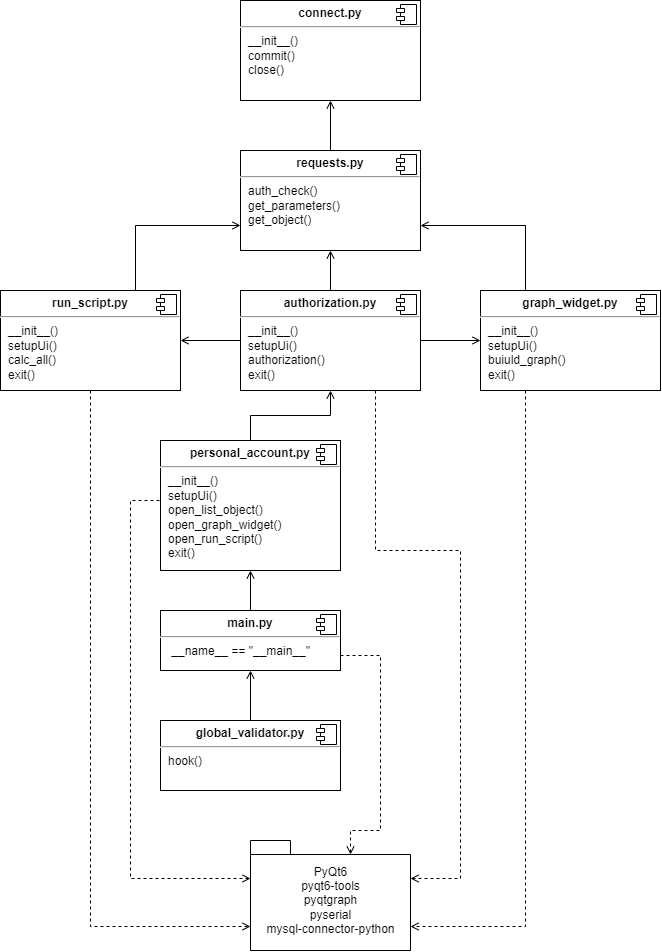 connect.py
__init__()
commit()
close()
requests.py
auth_check()
get_parameters()
get_object()
run_script.py
__init__()
setupUi()
calc_all()
exit()
authorization.py
__init__()
setupUi()
authorization()
exit()
graph_widget.py
__init__()
setupUi()
buiuld_graph()
exit()
personal_account.py
__init__()
setupUi()
open_list_object()
open_graph_widget()
open_run_script()
exit()
main.py
__name__ == "__main__"
global_validator.py
hook()
PyQt6
pyqt6-tools
pyqtgraph
pyserial
mysql-connector-python